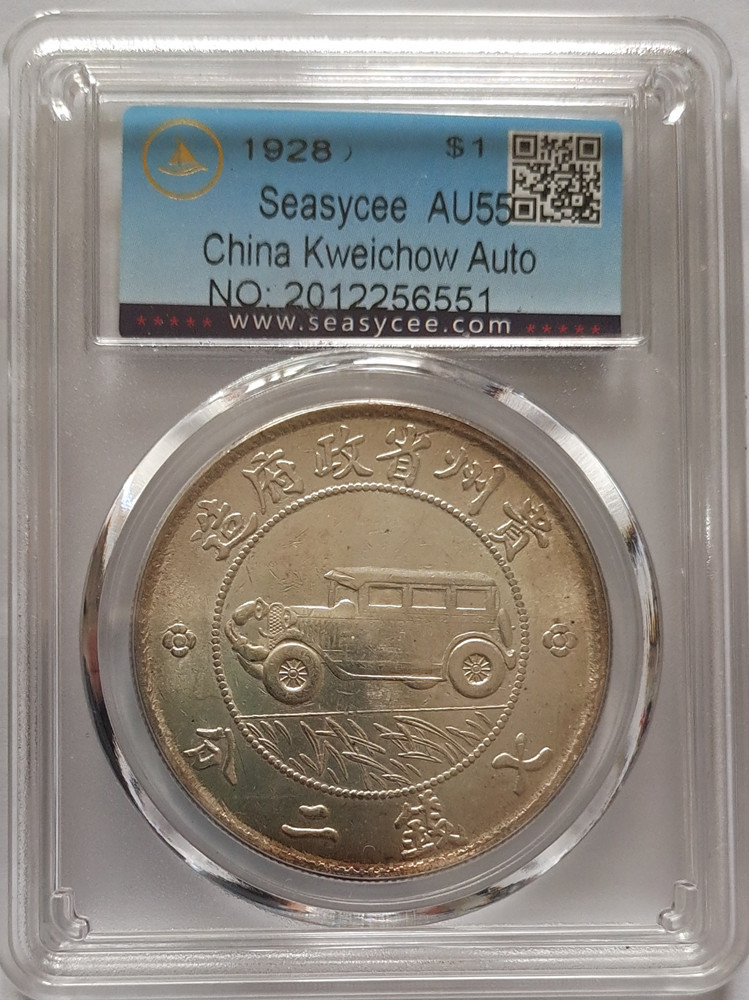 1928 ) $1
Seasycee AU55
China Kweichow Auto
NO: 2012256551
www.seasycee.com
貴州省政府造
七錢二分